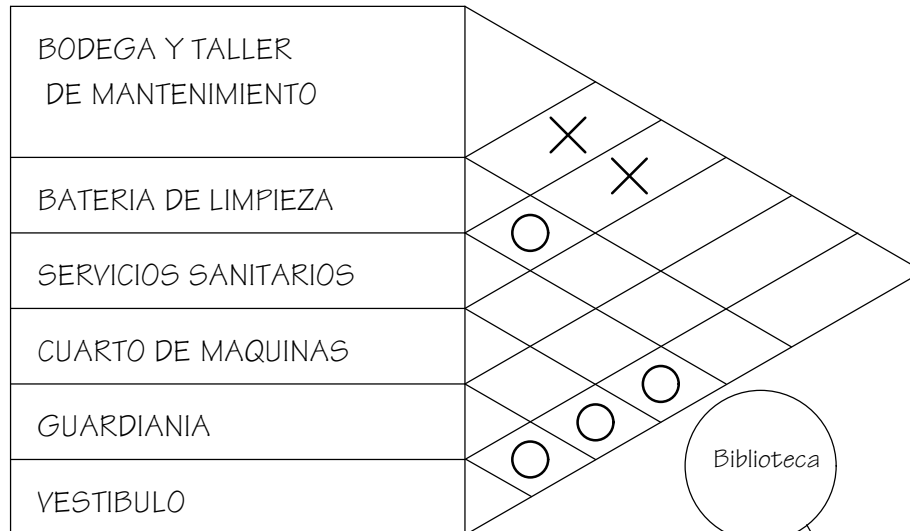 BODEGA Y TALLER
DE MANTENIMIENTO
BATERIA DE LIMPIEZA
SERVICIOS SANITARIOS
CUARTO DE MAQUINAS
GUARDIANIA
VESTIBULO
Biblioteca